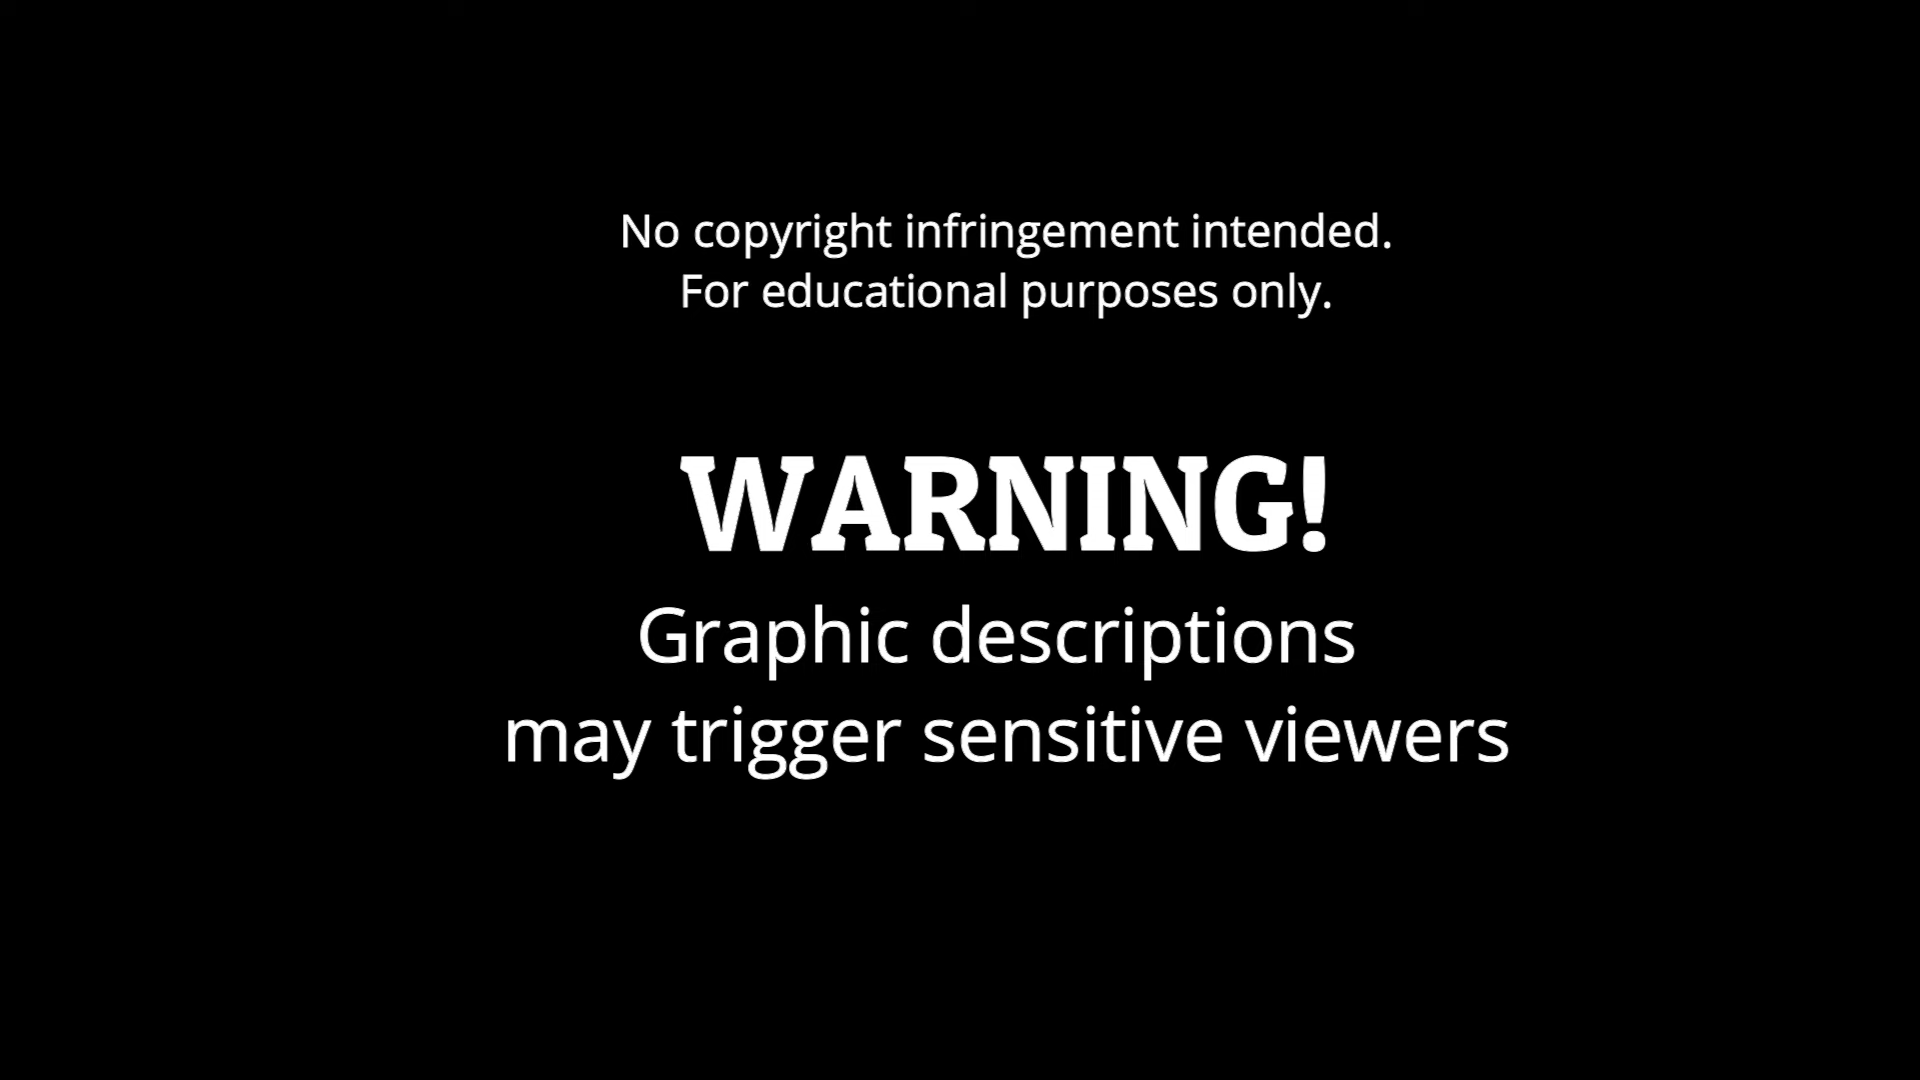 No copyright infringement intended.
For educational purposes only.
WARNING!
Graphic descriptions
may trigger sensitive viewers